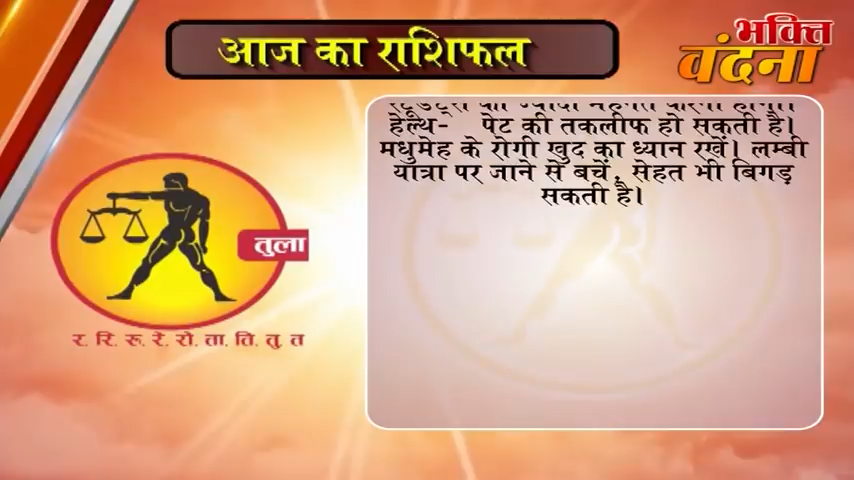 आज का राशिफल
भक्ति
वंदना
हेल्थ- पेट की तकलीफ हो सकती है।
मधुमेह के रोगी खुद का ध्यान रखें। लम्बी
यात्रा पर जाने से बचें, सेहत भी बिगड़
सकती है।
तुला
र. रि. रू. रे. रो. ता. ति. तु. त